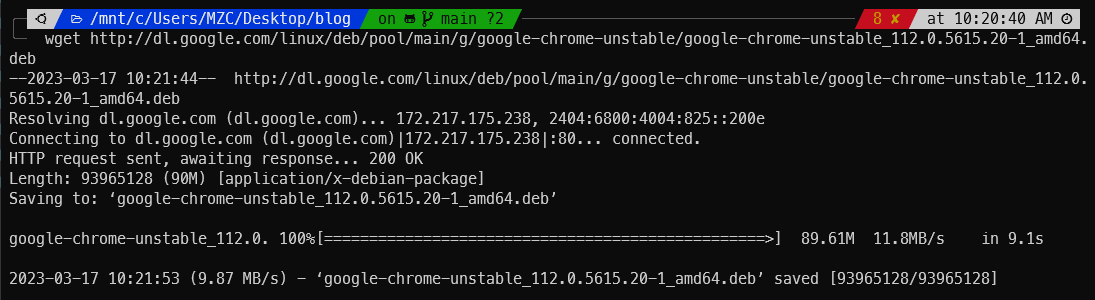 /mnt/c/Users/MZC/Desktop/blog on main ?2 8 ✘ at 10:20:40 AM
wget http://dl.google.com/linux/deb/pool/main/g/google-chrome-unstable/google-chrome-unstable_112.0.5615.20-1_amd64.
deb
--2023-03-17 10:21:44-- http://dl.google.com/linux/deb/pool/main/g/google-chrome-unstable/google-chrome-unstable_112.0.
5615.20-1_amd64.deb
Resolving dl.google.com (dl.google.com)... 172.217.175.238, 2404:6800:4004:825::200e
Connecting to dl.google.com (dl.google.com)|172.217.175.238|:80... connected.
HTTP request sent, awaiting response... 200 OK
Length: 93965128 (90M) [application/x-debian-package]
Saving to: ‘google-chrome-unstable_112.0.5615.20-1_amd64.deb’
google-chrome-unstable_112.0. 100%[=================================================>] 89.61M 11.8MB/s in 9.1s
2023-03-17 10:21:53 (9.87 MB/s) - ‘google-chrome-unstable_112.0.5615.20-1_amd64.deb’ saved [93965128/93965128]